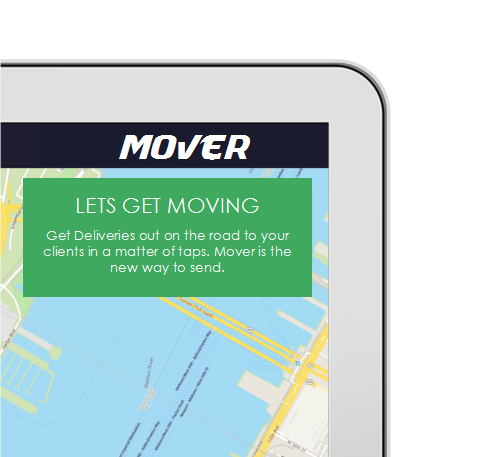 MOVER
LETS GET MOVING
Get Deliveries out on the road to your
clients in a matter of taps. Mover is the
new way to send.